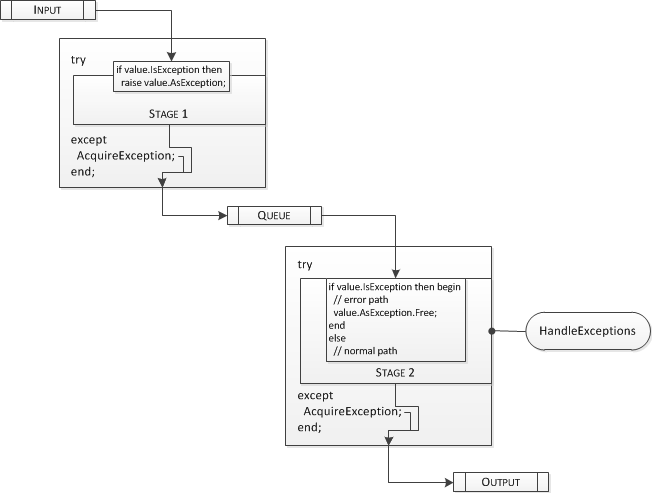 INPUT
try
if value.IsException then
raise value.AsException;
STAGE 1
except
AcquireException;
end;
QUEUE
try
if value.IsException then begin
// error path
value.AsException.Free;
end
else
// normal path
STAGE 2
HandleExceptions
except
AcquireException;
end;
OUTPUT